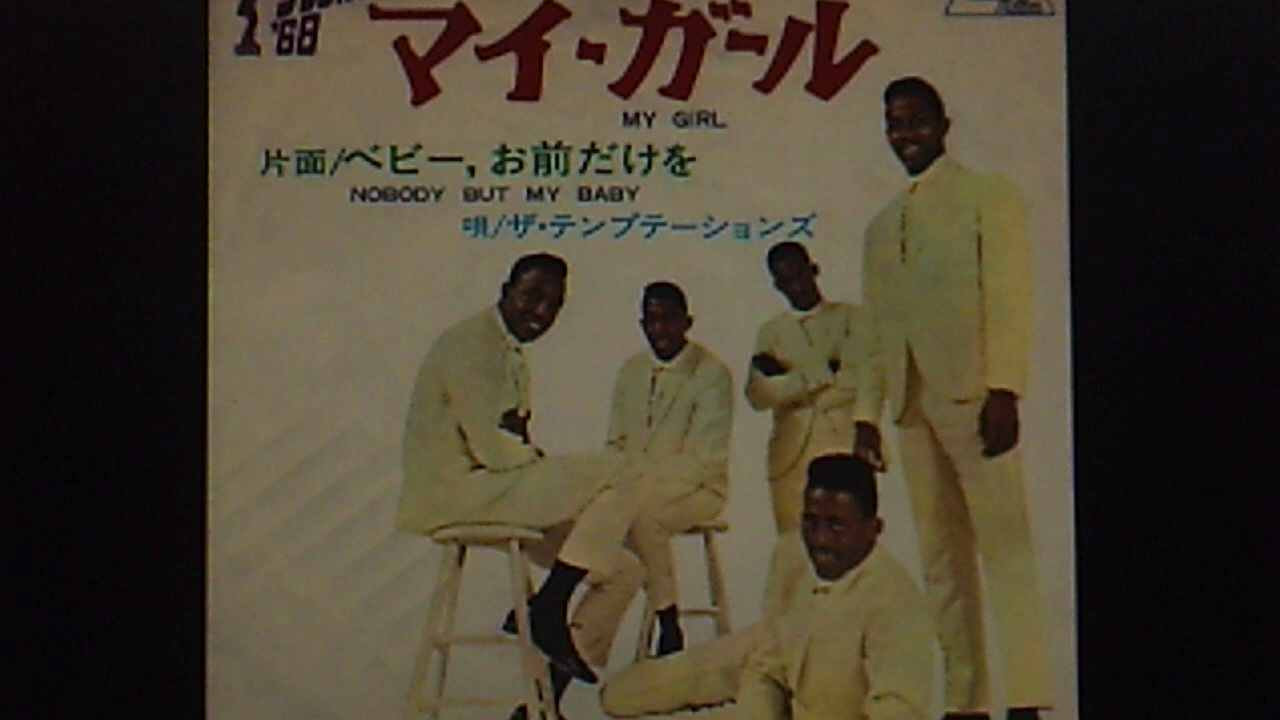 1
'68
マイ・ガール
MY GIRL
片面/ベビー,お前だけを
NOBODY BUT MY BABY
唄/ザ・テンプテーションズ